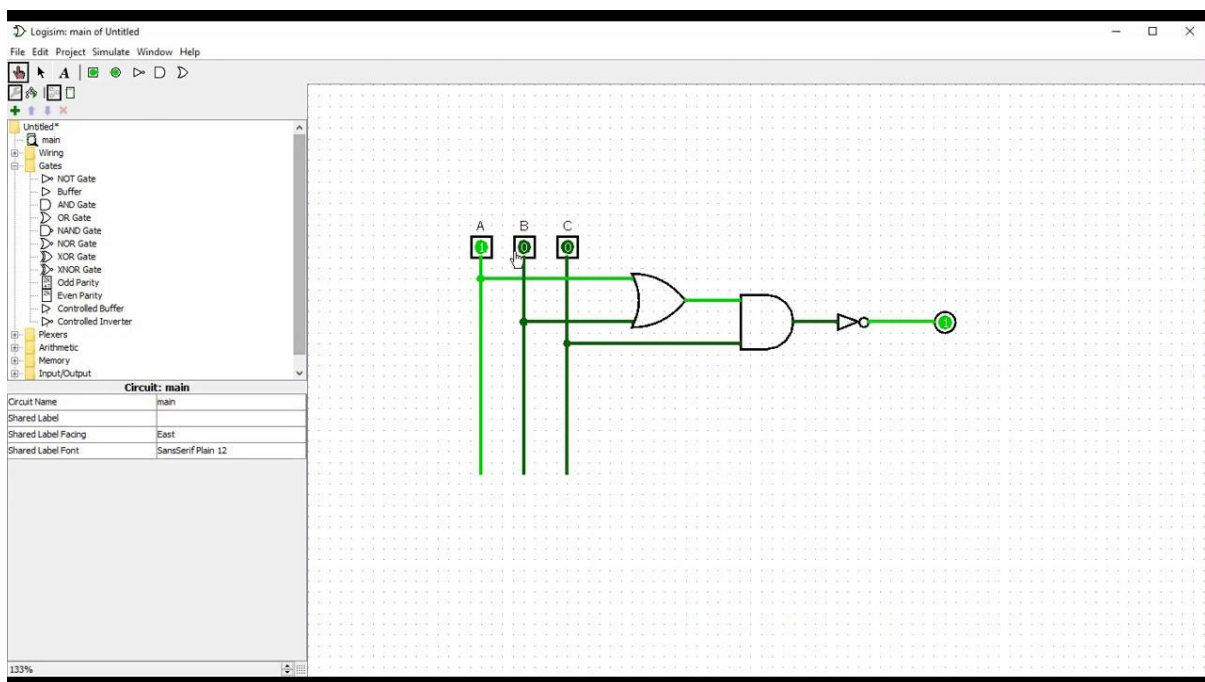 Logisim: main of Untitled
File Edit Project Simulate Window Help
A
Untitled*
main
Wiring
Gates
NOT Gate
Buffer
AND Gate
OR Gate
NAND Gate
NOR Gate
XOR Gate
XNOR Gate
Odd Parity
Even Parity
Controlled Buffer
Controlled Inverter
Plexers
Arithmetic
Memory
Input/Output
Circuit: main
Circuit Name main
Shared Label
Shared Label Facing East
Shared Label Font SansSerif Plain 12
133%
A B C
1 0 0
1